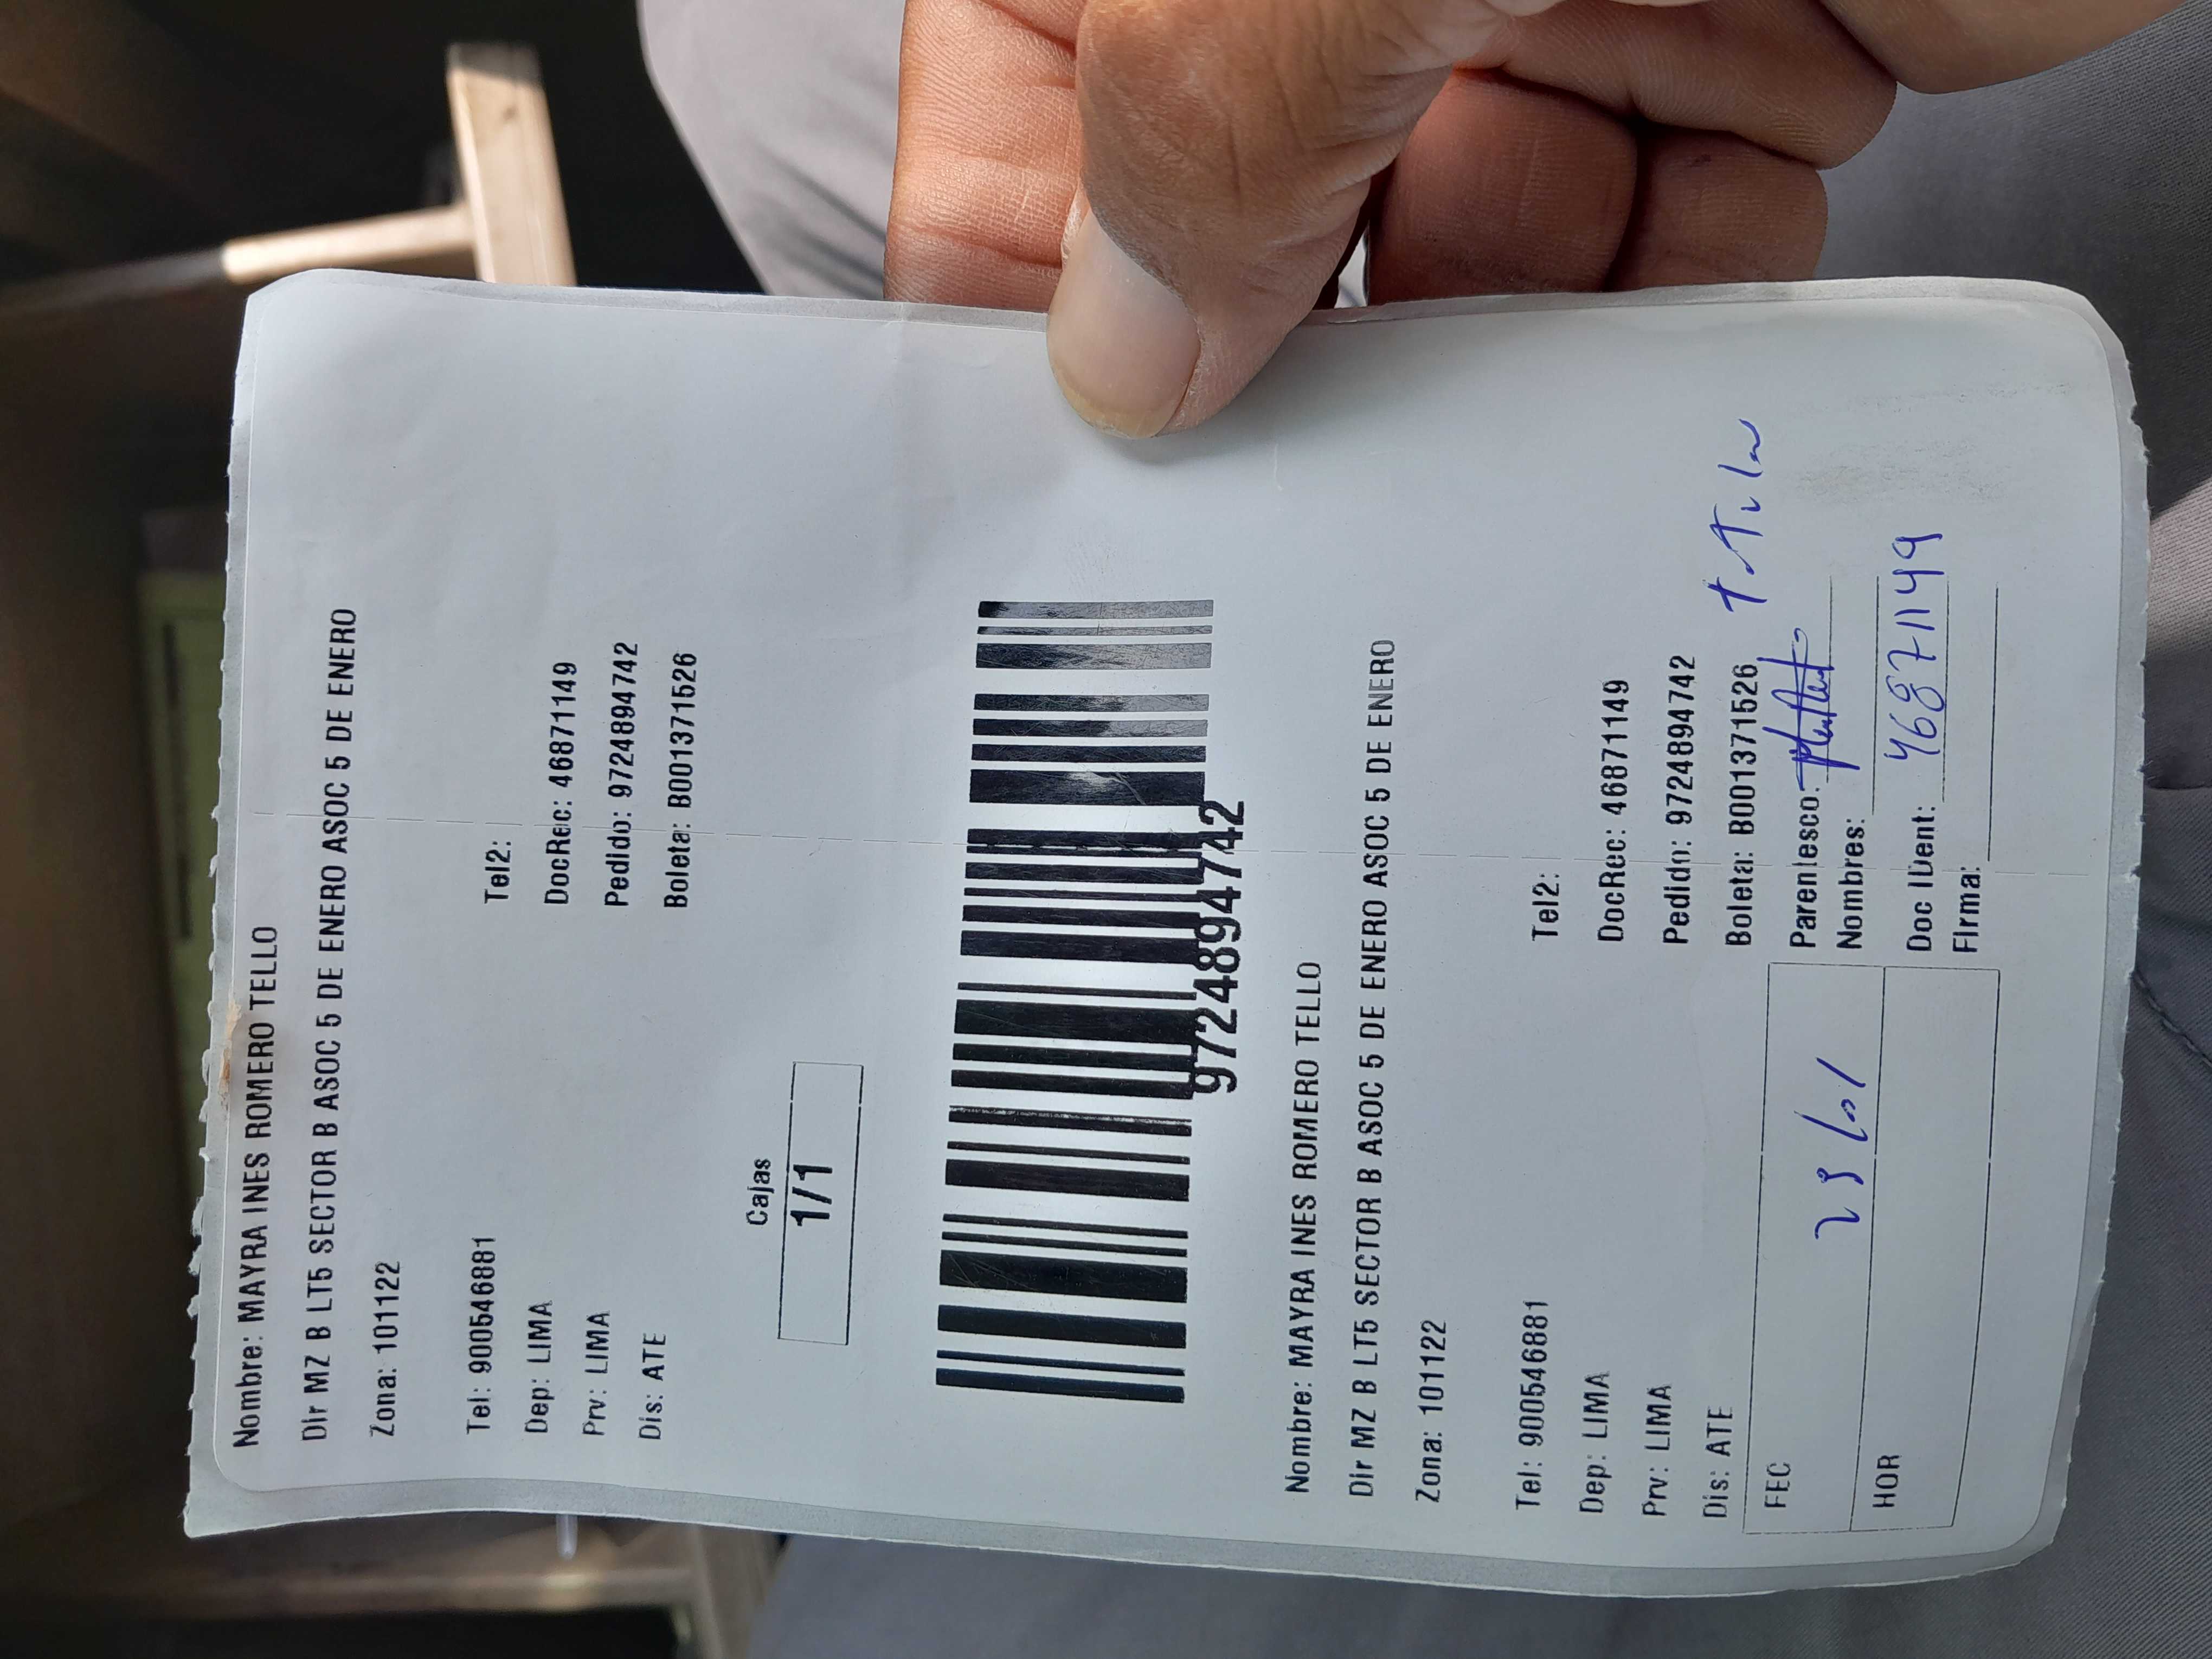 Nombre: MAYRA INES ROMERO TELLO
Dir MZ B LT5 SECTOR B ASOC 5 DE ENERO ASOC 5 DE ENERO
Zona: 101122
Tel: 900546881 Tel2:
Dep: LIMA DocRec: 46871149
Prv: LIMA Pedido: 9724894742
Dis: ATE Boleta: B001371526
Cajas
1/1
9724894742
Nombre: MAYRA INES ROMERO TELLO
Dir MZ B LT5 SECTOR B ASOC 5 DE ENERO ASOC 5 DE ENERO
Zona: 101122
Tel: 900546881 Tel2:
Dep: LIMA DocRec: 46871149
Prv: LIMA Pedido: 9724894742
Dis: ATE Boleta: B001371526
FEC Parentesco:
Nombres:
HOR Doc IDent: 46871149
Firma: